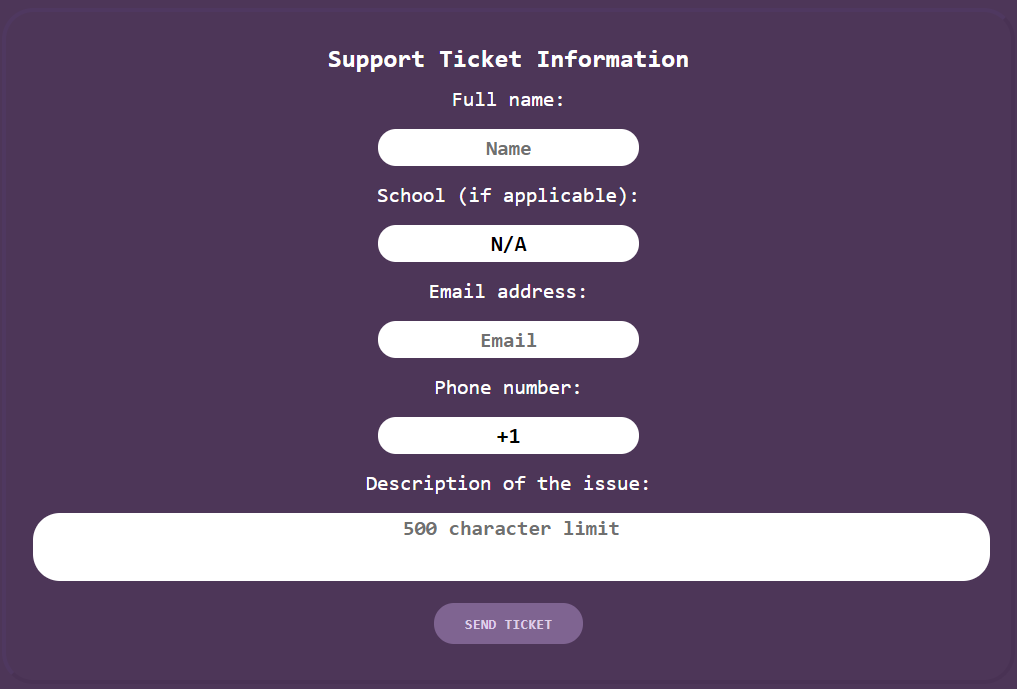 Support Ticket Information
Full name:
Name
School (if applicable):
N/A
Email address:
Email
Phone number:
+1
Description of the issue:
500 character limit
SEND TICKET